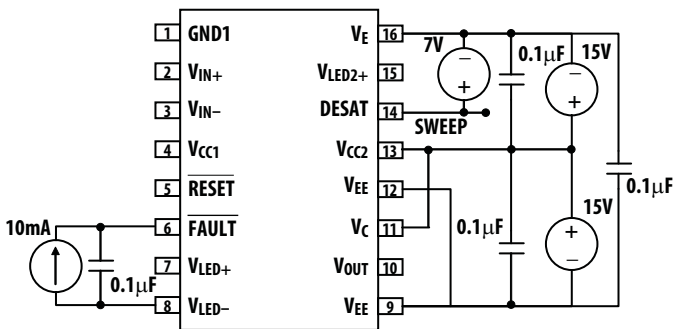 1 GND1
2 VIN+
3 VIN–
4 VCC1
5 RESET
6 FAULT
7 VLED+
8 VLED–
VE 16
VLED2+ 15
DESAT 14
VCC2 13
VEE 12
VC 11
VOUT 10
VEE 9
10mA
0.1μF
7V
– 
+
SWEEP
0.1μF
15V
–
+
0.1μF
15V
+
–
0.1μF